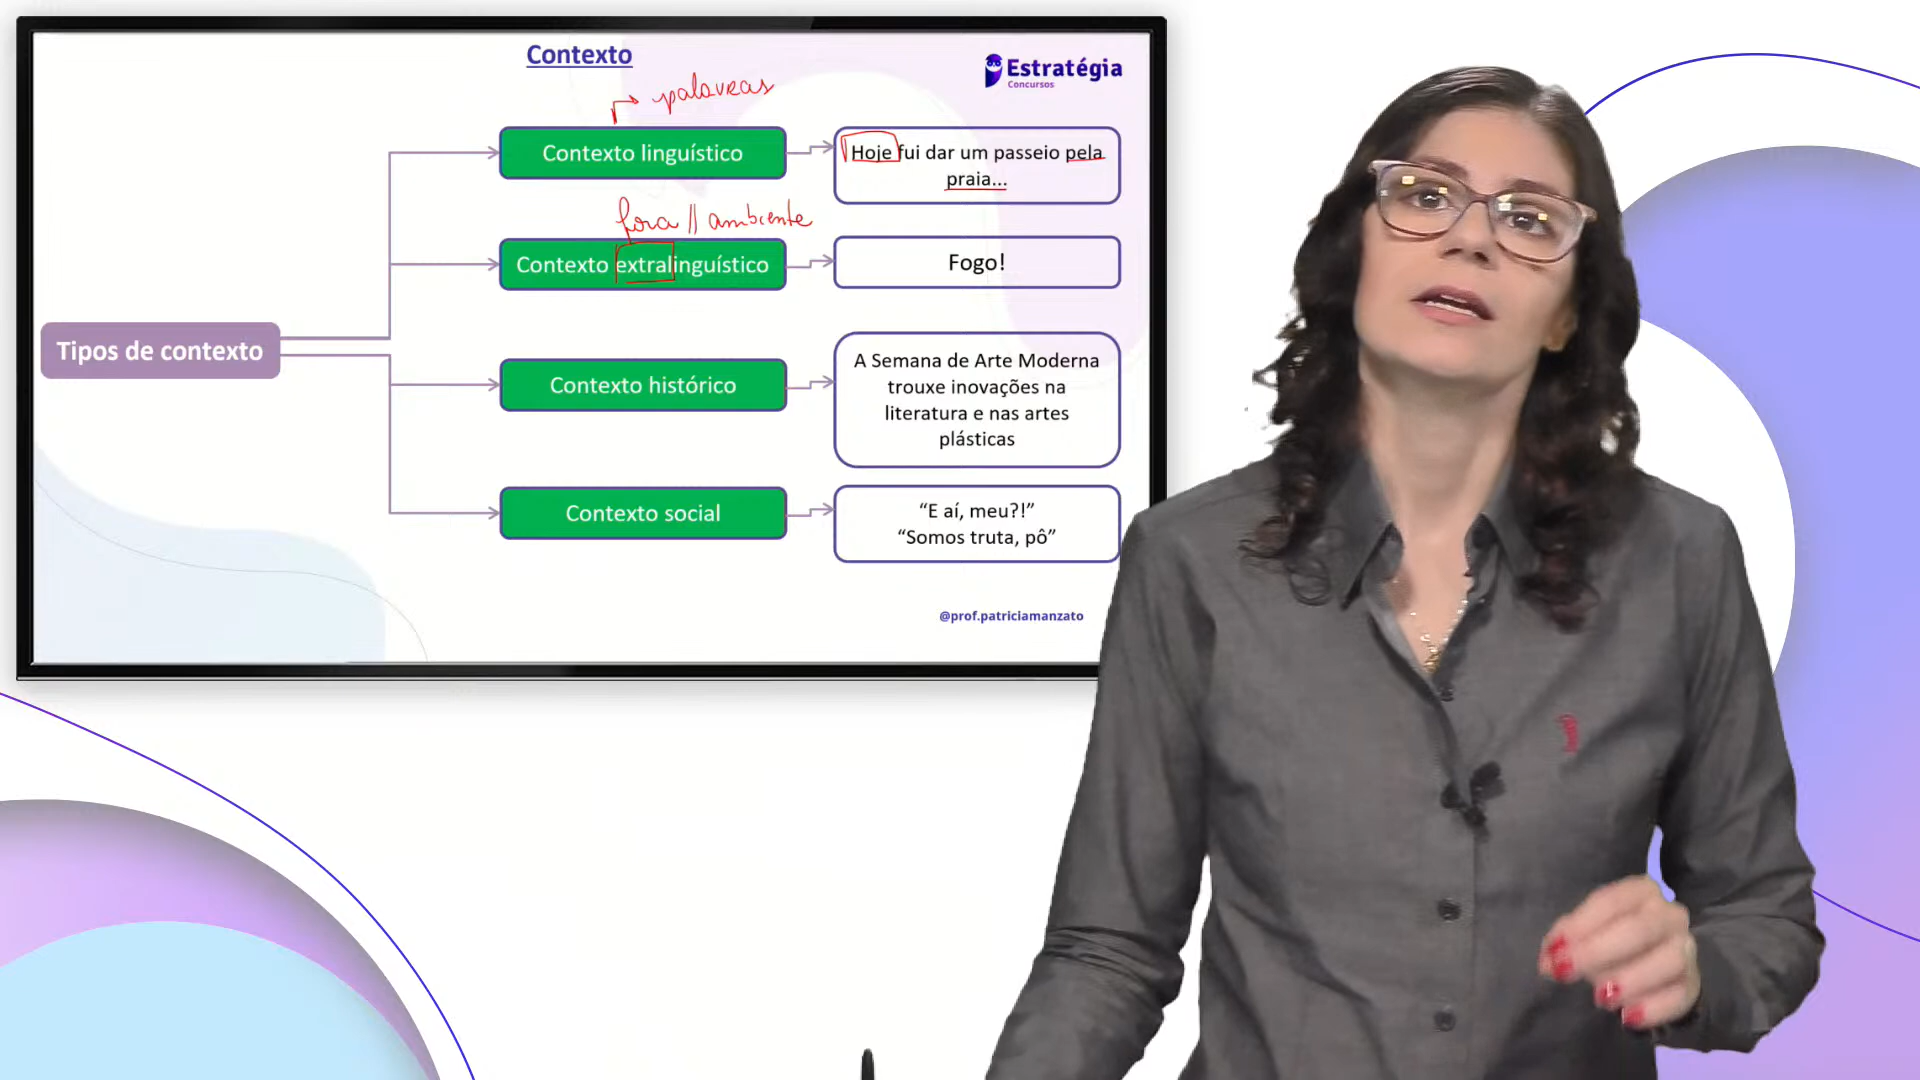 Contexto
Estratégia
Concursos
palavras
Contexto linguístico
Hoje fui dar um passeio pela
praia...
fora || ambiente
Contexto extralinguístico
Fogo!
Tipos de contexto
Contexto histórico
A Semana de Arte Moderna
trouxe inovações na
literatura e nas artes
plásticas
Contexto social
“E aí, meu?!”
“Somos truta, pô”
@prof.patriciamanzato